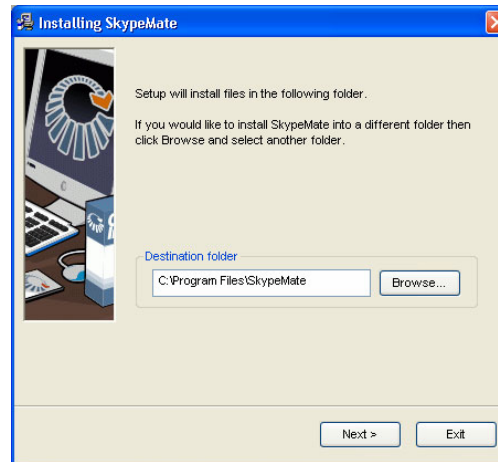 Installing SkypeMate
Setup will install files in the following folder.
If you would like to install SkypeMate into a different folder then
click Browse and select another folder.
Destination folder
C:\Program Files\SkypeMate
Browse...
Next >
Exit